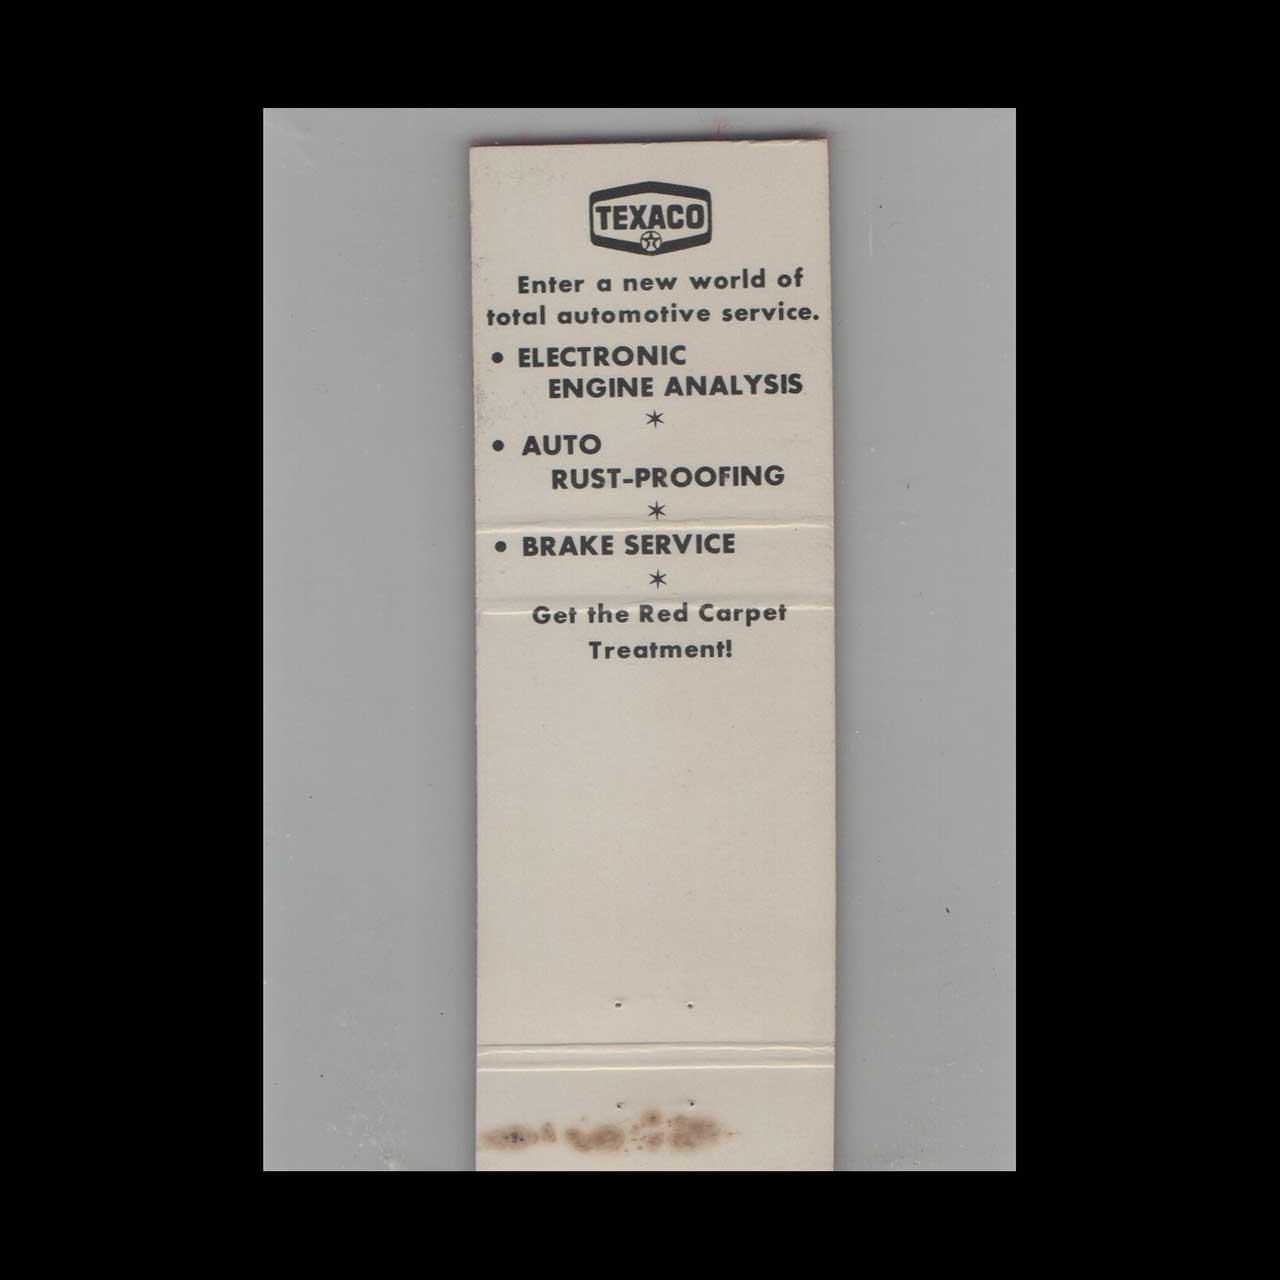 TEXACO
Enter a new world of
total automotive service.
• ELECTRONIC
ENGINE ANALYSIS
✶
• AUTO
RUST-PROOFING
✶
• BRAKE SERVICE
✶
Get the Red Carpet
Treatment!